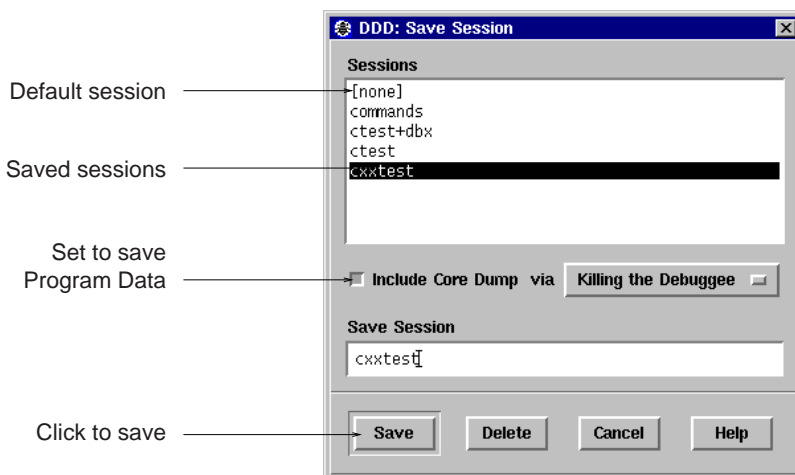 DDD: Save Session
Sessions
Default session
[none]
commands
ctest+dbx
ctest
Saved sessions
cxxtest
Set to save
Program Data
Include Core Dump via
Killing the Debuggee
Save Session
cxxtest
Click to save
Save
Delete
Cancel
Help